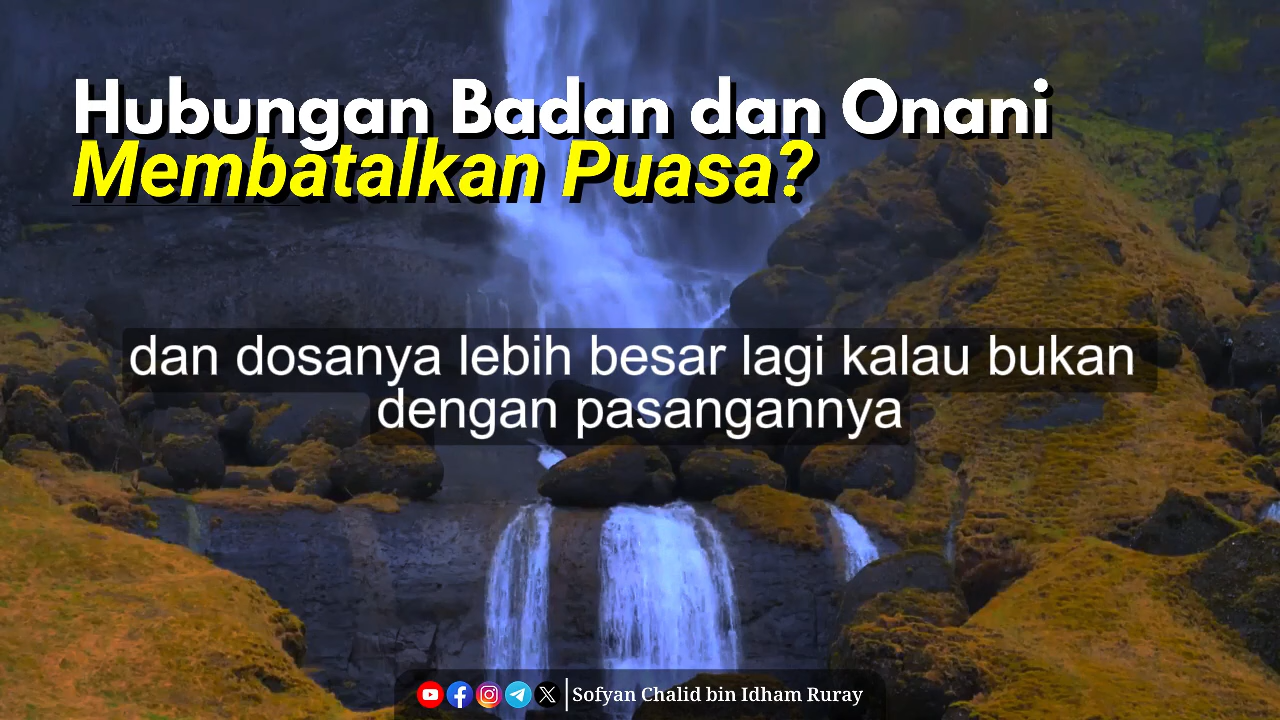 Hubungan Badan dan Onani
Membatalkan Puasa?
dan dosanya lebih besar lagi kalau bukan
dengan pasangannya
Sofyan Chalid bin Idham Ruray